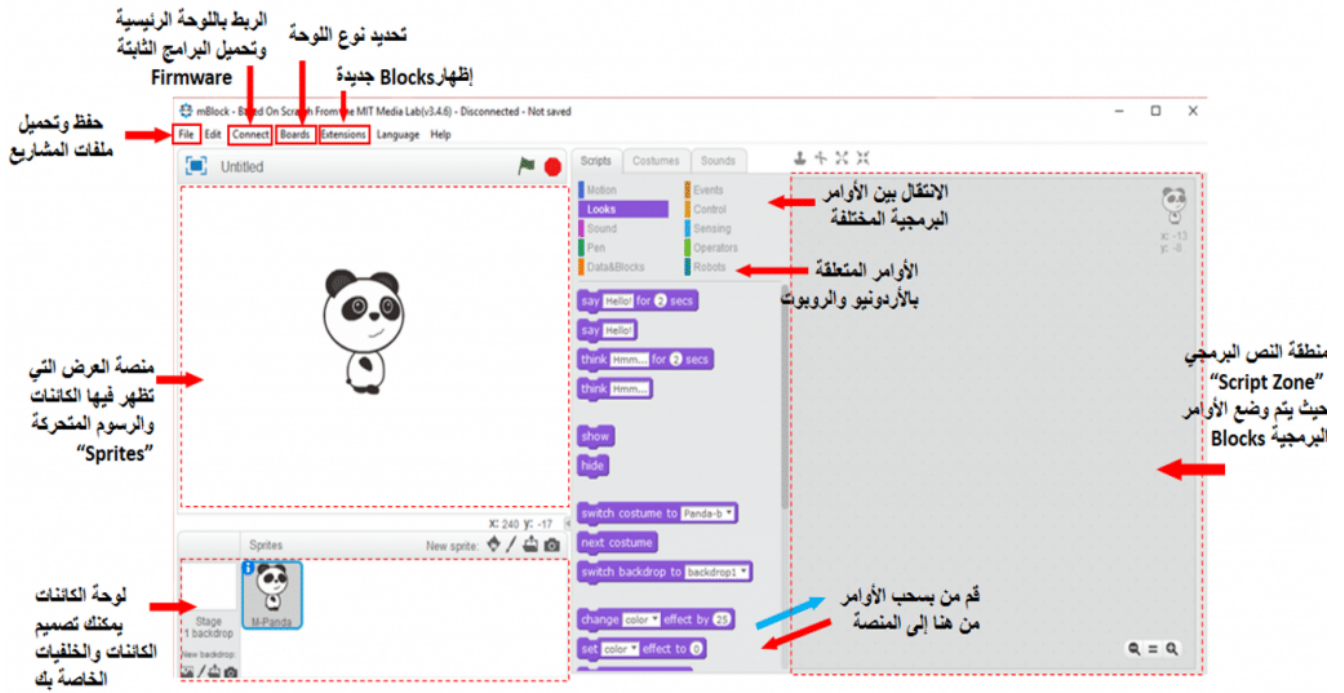 الربط باللوحة الرئيسية
وتحميل البرامج الثابتة
Firmware
تحديد نوع اللوحة
إظهار Blocks جديدة
حفظ وتحميل
ملفات المشاريع
mBlock - Based On Scratch From the MIT Media Lab(v3.4.6) - Disconnected - Not saved
File Edit Connect Boards Extensions Language Help
Untitled
Scripts Costumes Sounds
Motion Events
Looks Control
Sound Sensing
Pen Operators
Data&Blocks Robots
الانتقال بين الأوامر
البرمجية المختلفة
الأوامر المتعلقة
بالأردونيو والروبوت
x: -13
y: -8
say Hello! for 2 secs
say Hello!
think Hmm... for 2 secs
think Hmm...
show
hide
switch costume to Panda-b
next costume
switch backdrop to backdrop1
change color effect by 25
set color effect to 0
منصة العرض التي
تظهر فيها الكائنات
والرسوم المتحركة
“Sprites”
منطقة النص البرمجي
“Script Zone”
حيث يتم وضع الأوامر
البرمجية Blocks
X: 240 y: -17
Sprites New sprite:
Stage
1 backdrop
New backdrop:
M-Panda
لوحة الكائنات
يمكنك تصميم
الكائنات والخلفيات
الخاصة بك
قم من بسحب الأوامر
من هنا إلى المنصة